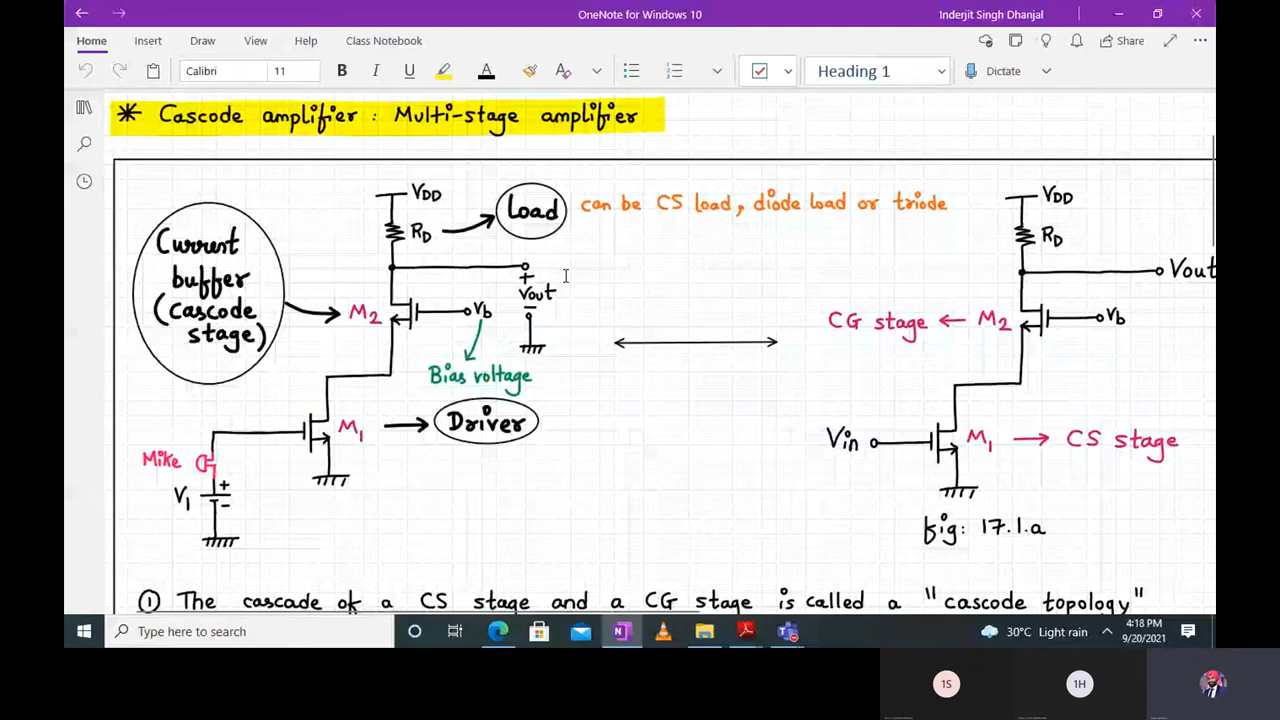 OneNote for Windows 10
Inderjit Singh Dhanjal
Home Insert Draw View Help Class Notebook
Share
Calibri 11 B I U A A Heading 1 Dictate
* Cascode amplifier : Multi-stage amplifier
VDD
RD
Load
can be CS load, diode load or triode
Current
buffer
(cascode
stage)
M2
Vb
+
Vout
-
Bias voltage
M1
Driver
Mike
V1
+
-
VDD
RD
Vout
CG stage
M2
Vb
Vin
M1
CS stage
fig: 17.1.a
① The cascade of a CS stage and a CG stage is called a "cascode topology"
Type here to search
30°C Light rain
4:18 PM
9/20/2021
1S
1H